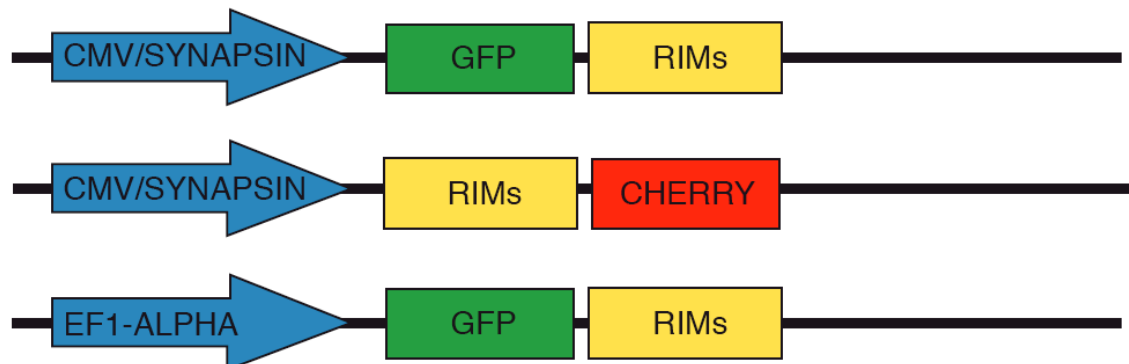 CMV/SYNAPSIN GFP RIMs
CMV/SYNAPSIN RIMs CHERRY
EF1-ALPHA GFP RIMs